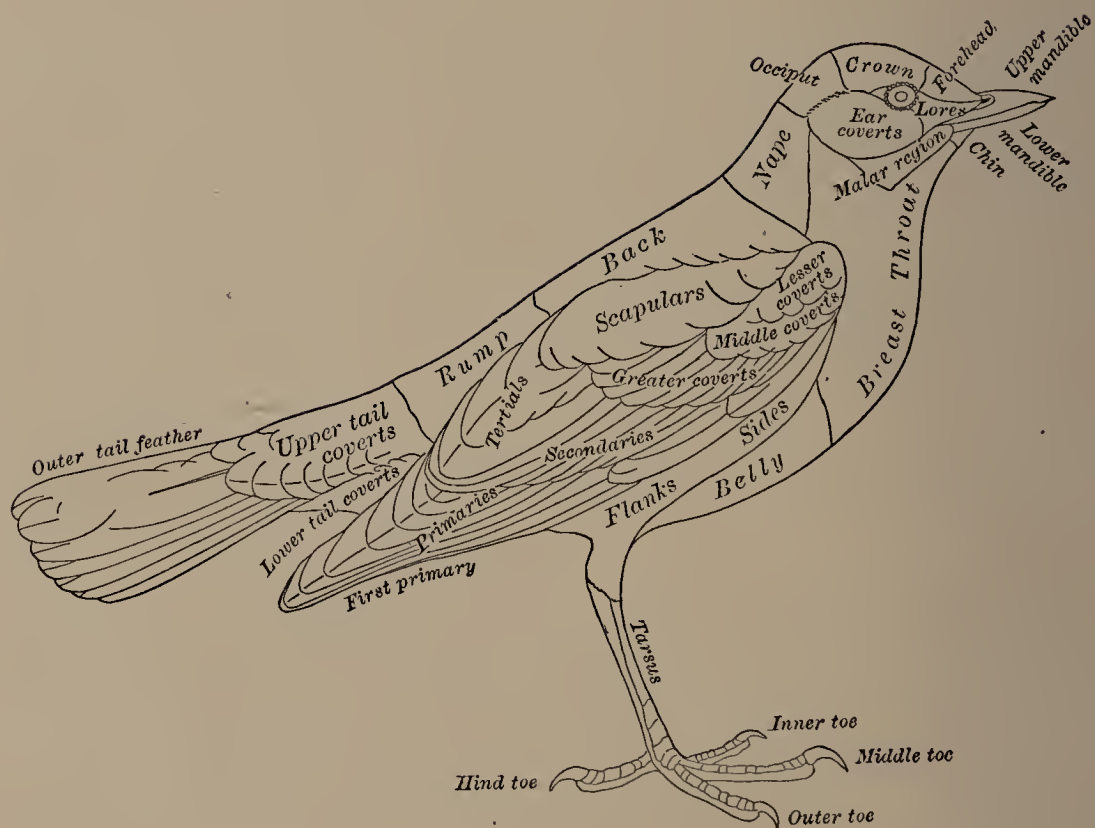 Occiput
Crown
Forehead
Upper
mandible
Lores
Ear
coverts
Lower
mandible
Chin
Malar region
Nape
Throat
Back
Lesser
coverts
Scapulars
Middle coverts
Breast
Rump
Greater coverts
Tertials
Sides
Outer tail feather
Upper tail
coverts
Secondaries
Belly
Lower tail coverts
Primaries
Flanks
First primary
Tarsus
Inner toe
Middle toe
Hind toe
Outer toe